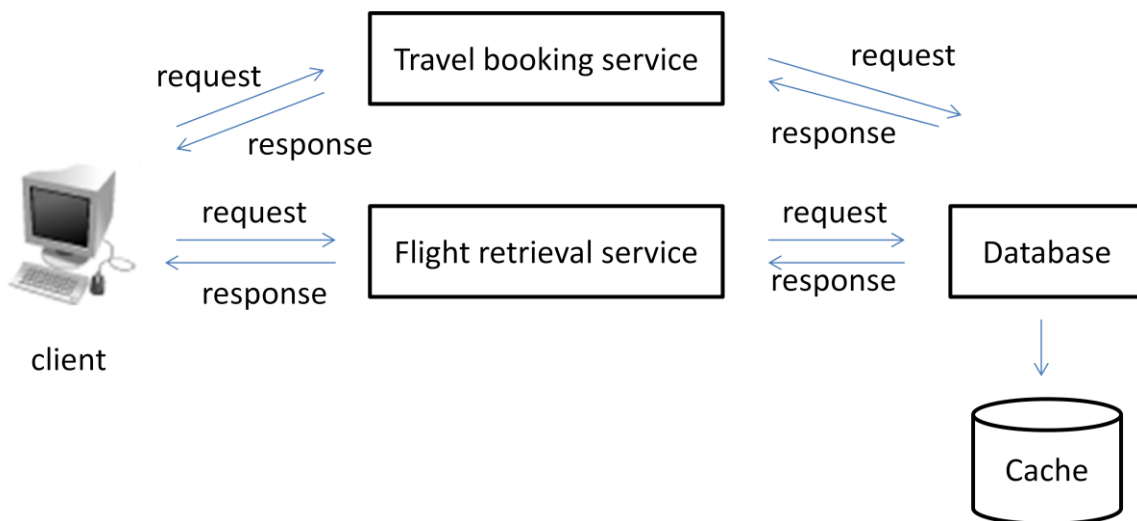 Travel booking service
request
request
response
response
request
request
Flight retrieval service
Database
response
response
client
Cache